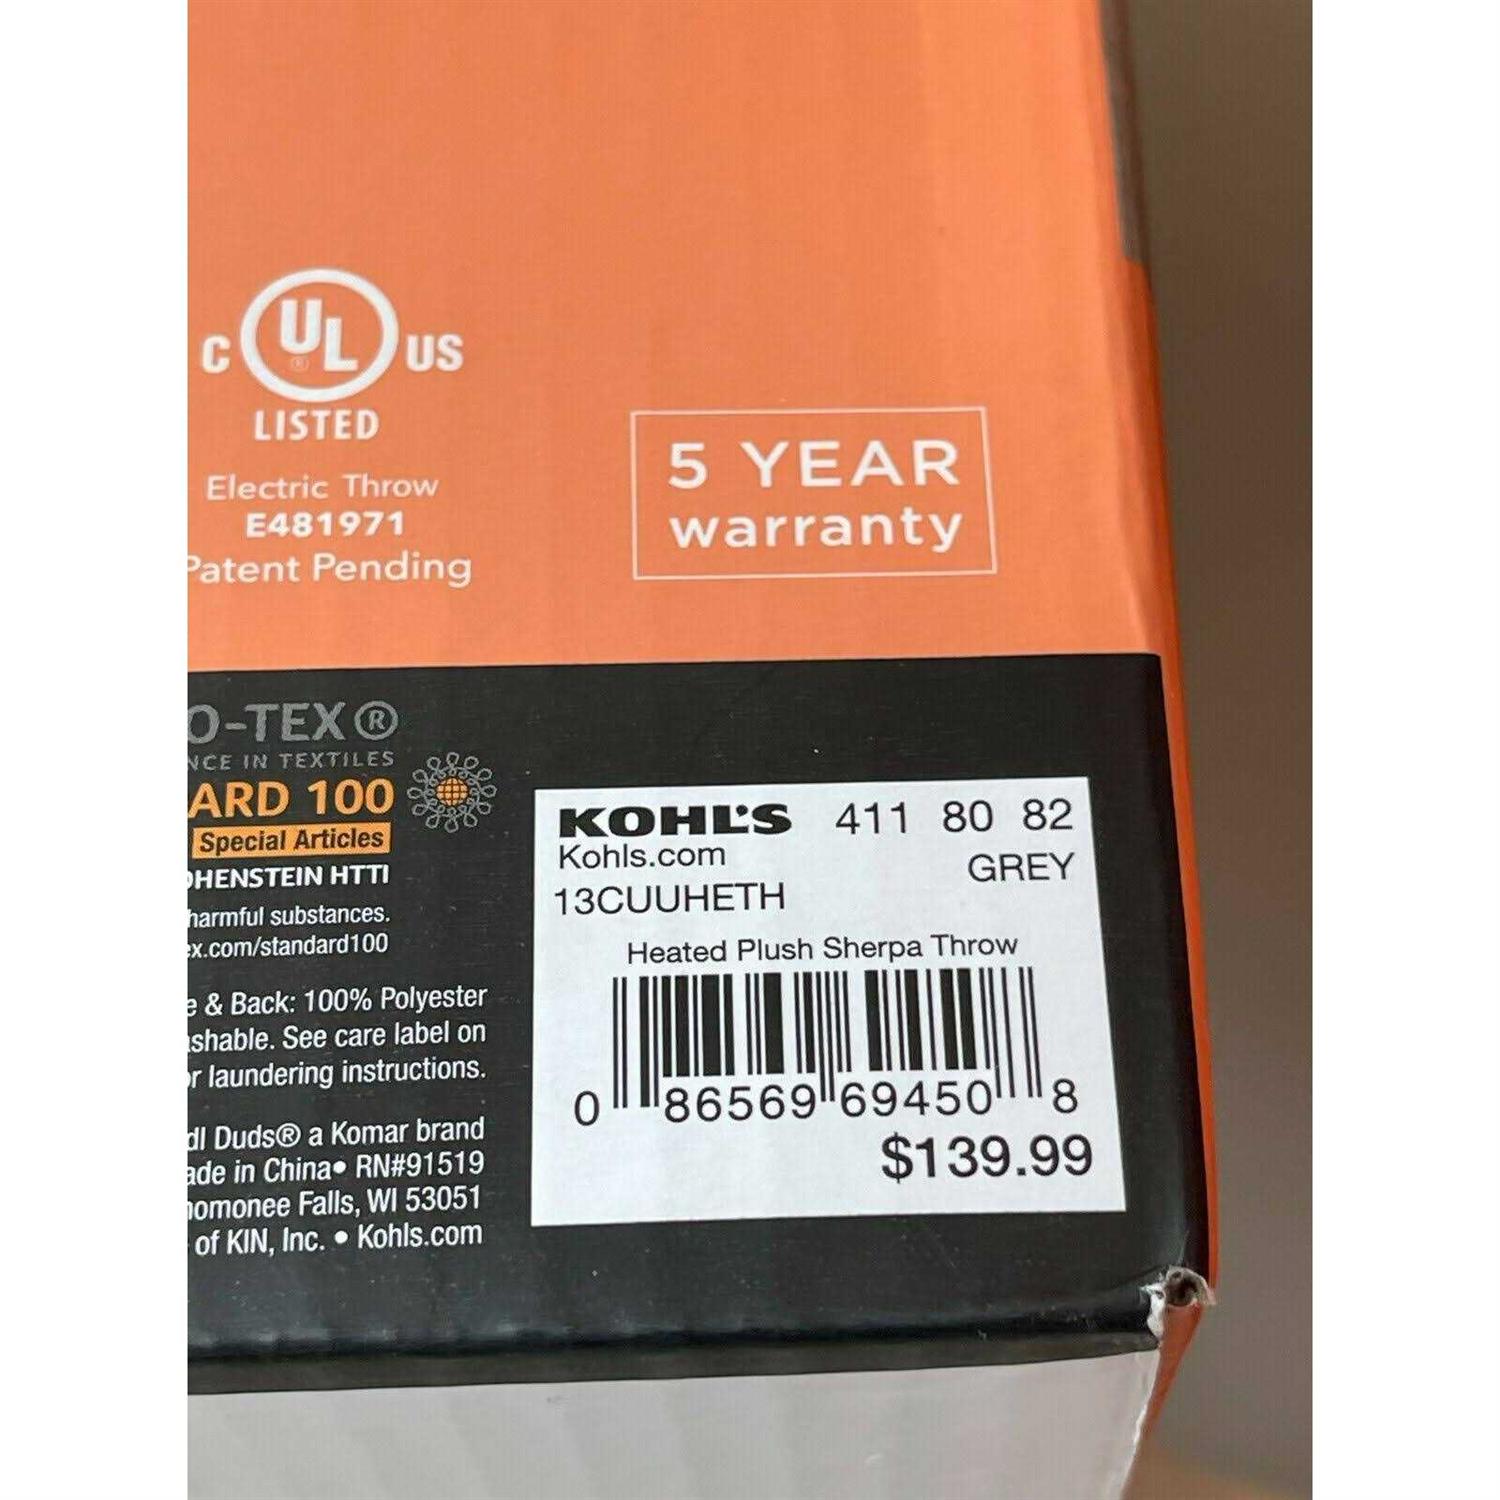 C UL US
®
LISTED
Electric Throw
E481971
Patent Pending
5 YEAR
warranty
O-TEX®
NCE IN TEXTILES
ARD 100
Special Articles
OHENSTEIN HTTI
harmful substances.
ex.com/standard100
e & Back: 100% Polyester
ashable. See care label on
or laundering instructions.
dl Duds® a Komar brand
ade in China• RN#91519
nomonee Falls, WI 53051
of KIN, Inc. • Kohls.com
KOHL'S 411 80 82
Kohls.com GREY
13CUUHETH
Heated Plush Sherpa Throw
0 86569 69450 8
$139.99